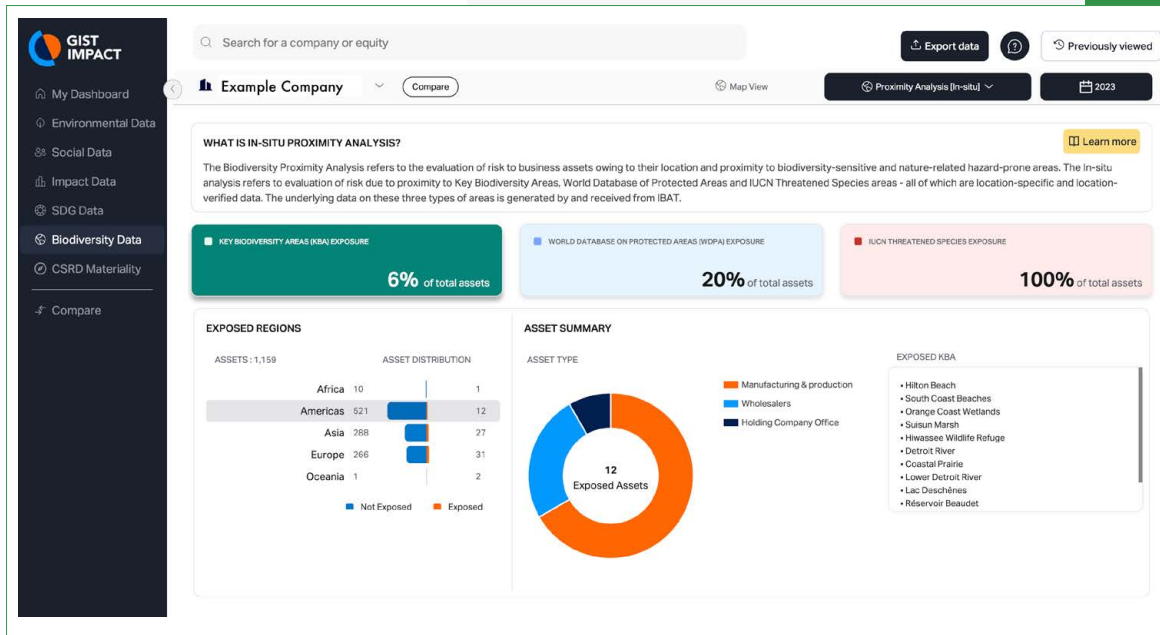 GIST
IMPACT
Search for a company or equity
Export data
Previously viewed
My Dashboard
Environmental Data
Social Data
Impact Data
SDG Data
Biodiversity Data
CSRD Materiality
Compare
Example Company
Compare
Map View
Proximity Analysis [In-situ]
2023
WHAT IS IN-SITU PROXIMITY ANALYSIS?
Learn more
The Biodiversity Proximity Analysis refers to the evaluation of risk to business assets owing to their location and proximity to biodiversity-sensitive and nature-related hazard-prone areas. The In-situ
analysis refers to evaluation of risk due to proximity to Key Biodiversity Areas, World Database of Protected Areas and IUCN Threatened Species areas - all of which are location-specific and location-
verified data. The underlying data on these three types of areas is generated by and received from IBAT.
KEY BIODIVERSITY AREAS (KBA) EXPOSURE
6% of total assets
WORLD DATABASE ON PROTECTED AREAS (WDPA) EXPOSURE
20% of total assets
IUCN THREATENED SPECIES EXPOSURE
100% of total assets
EXPOSED REGIONS
ASSETS : 1,159
ASSET DISTRIBUTION
Africa 10 1
Americas 521 12
Asia 288 27
Europe 266 31
Oceania 1 2
Not Exposed
Exposed
ASSET SUMMARY
ASSET TYPE
12
Exposed Assets
Manufacturing & production
Wholesalers
Holding Company Office
EXPOSED KBA
• Hilton Beach
• South Coast Beaches
• Orange Coast Wetlands
• Suisun Marsh
• Hiwassee Wildlife Refuge
• Detroit River
• Coastal Prairie
• Lower Detroit River
• Lac Deschênes
• Réservoir Beaudet